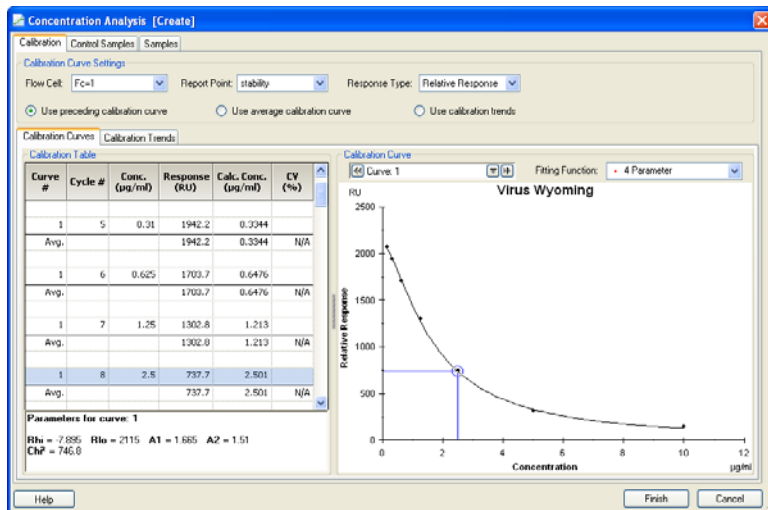 Concentration Analysis [Create]
Calibration Control Samples Samples
Calibration Curve Settings
Flow Cell: Fc=1 Report Point: stability Response Type: Relative Response
Use preceding calibration curve Use average calibration curve Use calibration trends
Calibration Curves Calibration Trends
Calibration Table
Curve # Cycle # Conc. (µg/ml) Response (RU) Calc. Conc. (µg/ml) CV (%)
1 5 0.31 1942.2 0.3344
Avg. 1942.2 0.3344 N/A
1 6 0.625 1703.7 0.6476
Avg. 1703.7 0.6476 N/A
1 7 1.25 1302.8 1.213
Avg. 1302.8 1.213 N/A
1 8 2.5 737.7 2.501
Avg. 737.7 2.501 N/A
Parameters for curve: 1
Rhi = -7.895 Rlo = 2115 A1 = 1.665 A2 = 1.51
Chi² = 746.8
Calibration Curve
Curve: 1 Fitting Function: 4 Parameter
Virus Wyoming
RU
2500
2000
1500
1000
500
0
Relative Response
0 2 4 6 8 10 12
Concentration µg/ml
Help Finish Cancel